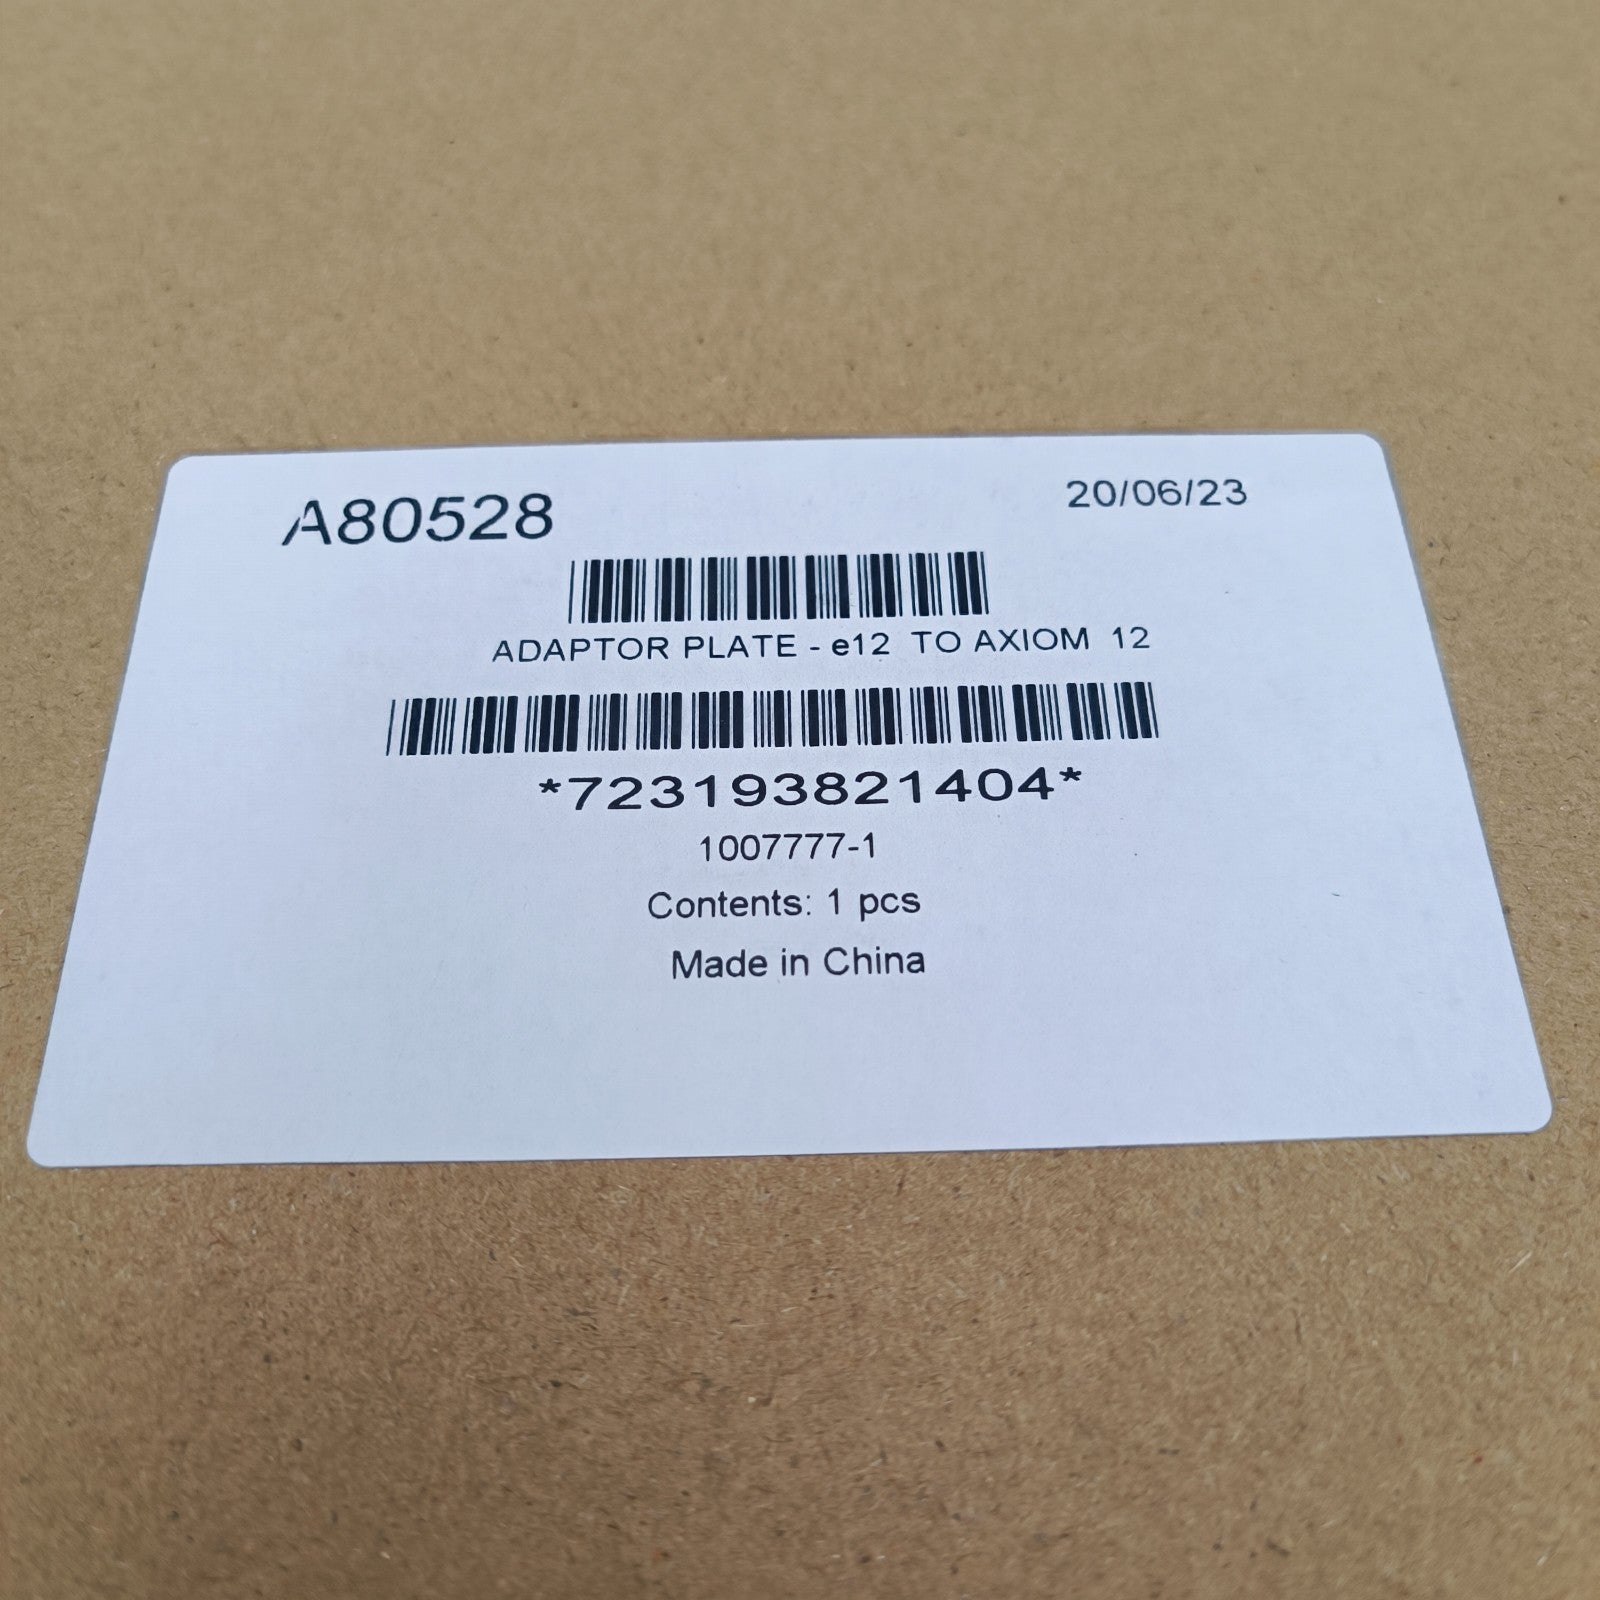 A80528
20/06/23
ADAPTOR PLATE - e12 TO AXIOM 12
*723193821404*
1007777-1
Contents: 1 pcs
Made in China